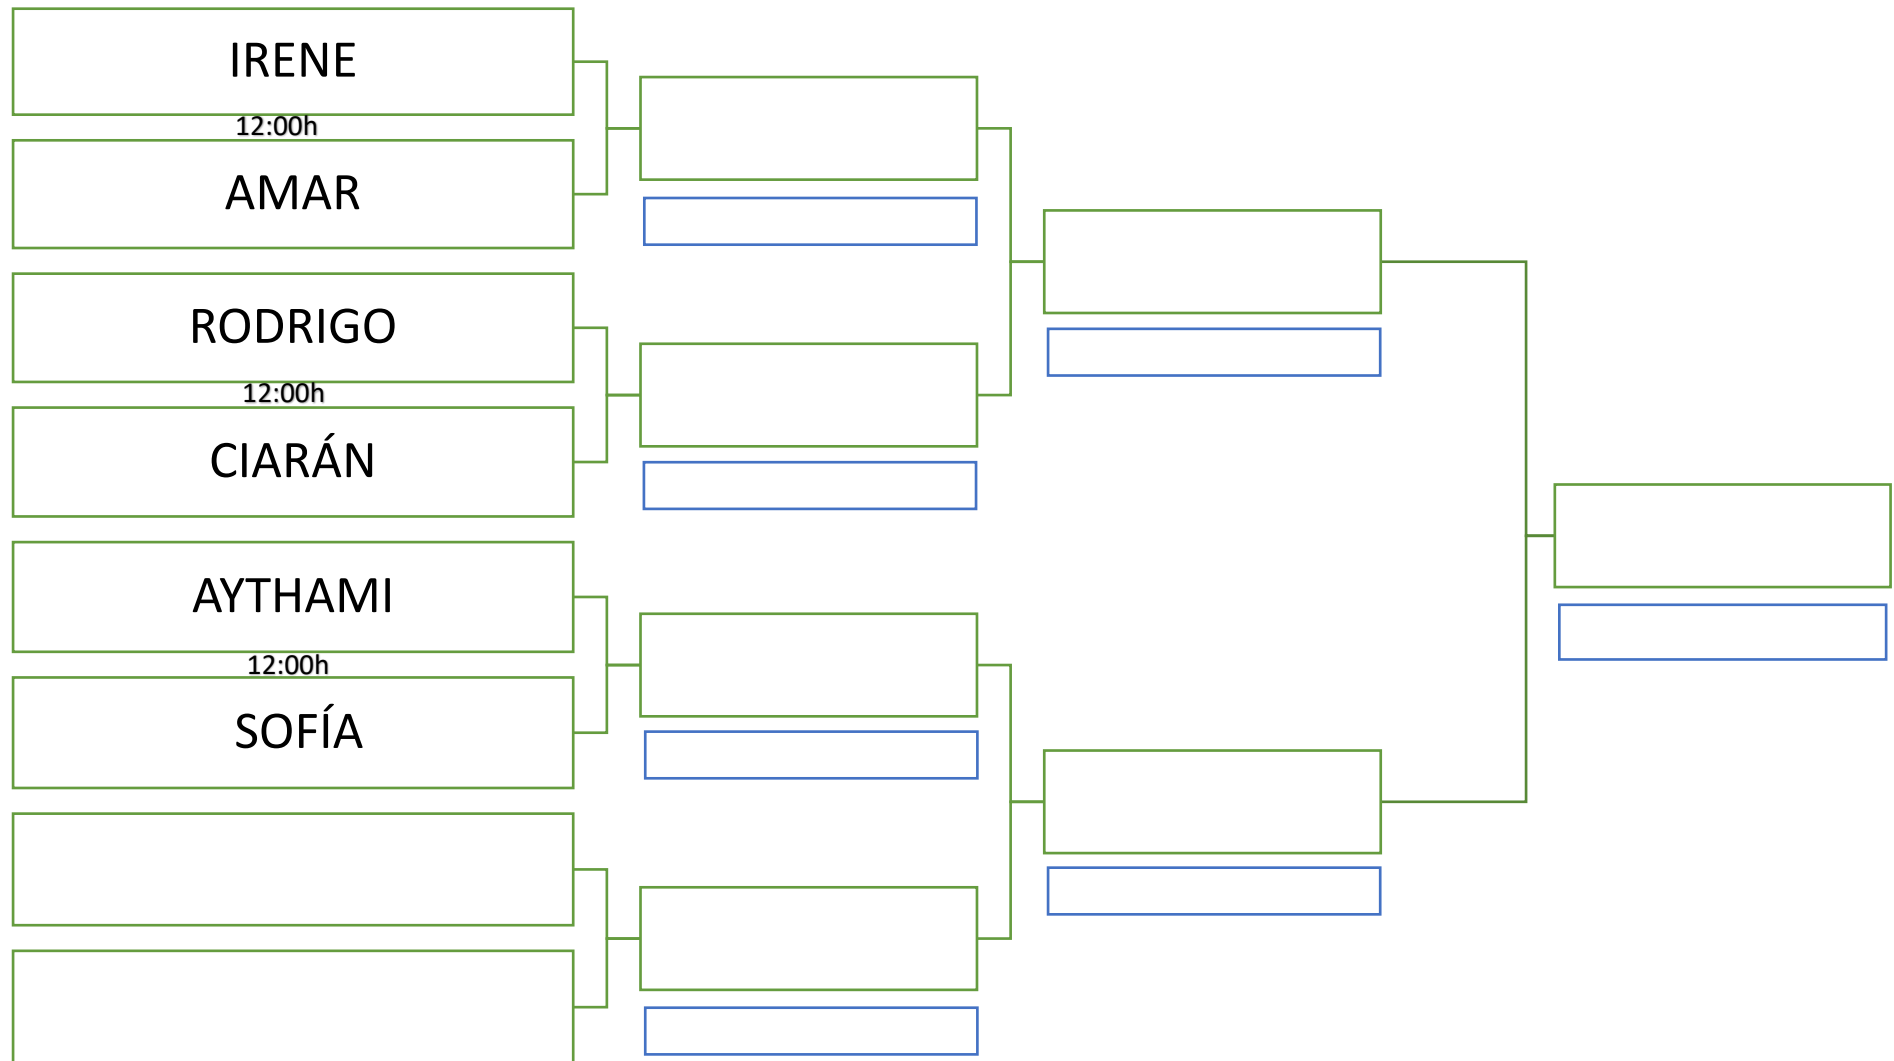 IRENE
12:00h
AMAR
RODRIGO
12:00h
CIARÁN
AYTHAMI
12:00h
SOFÍA